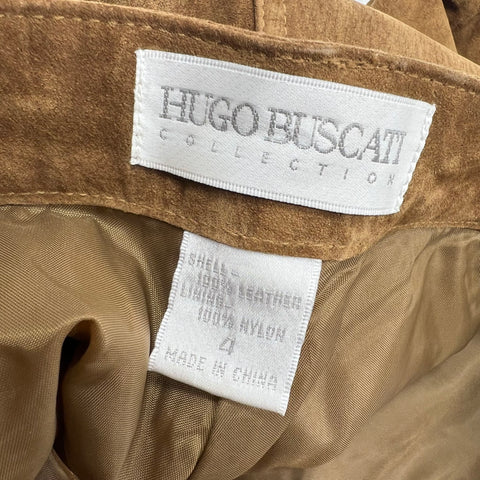 HUGO BUSCATI
COLLECTION
SHELL-
100% LEATHER
LINING-
100% NYLON
4
MADE IN CHINA